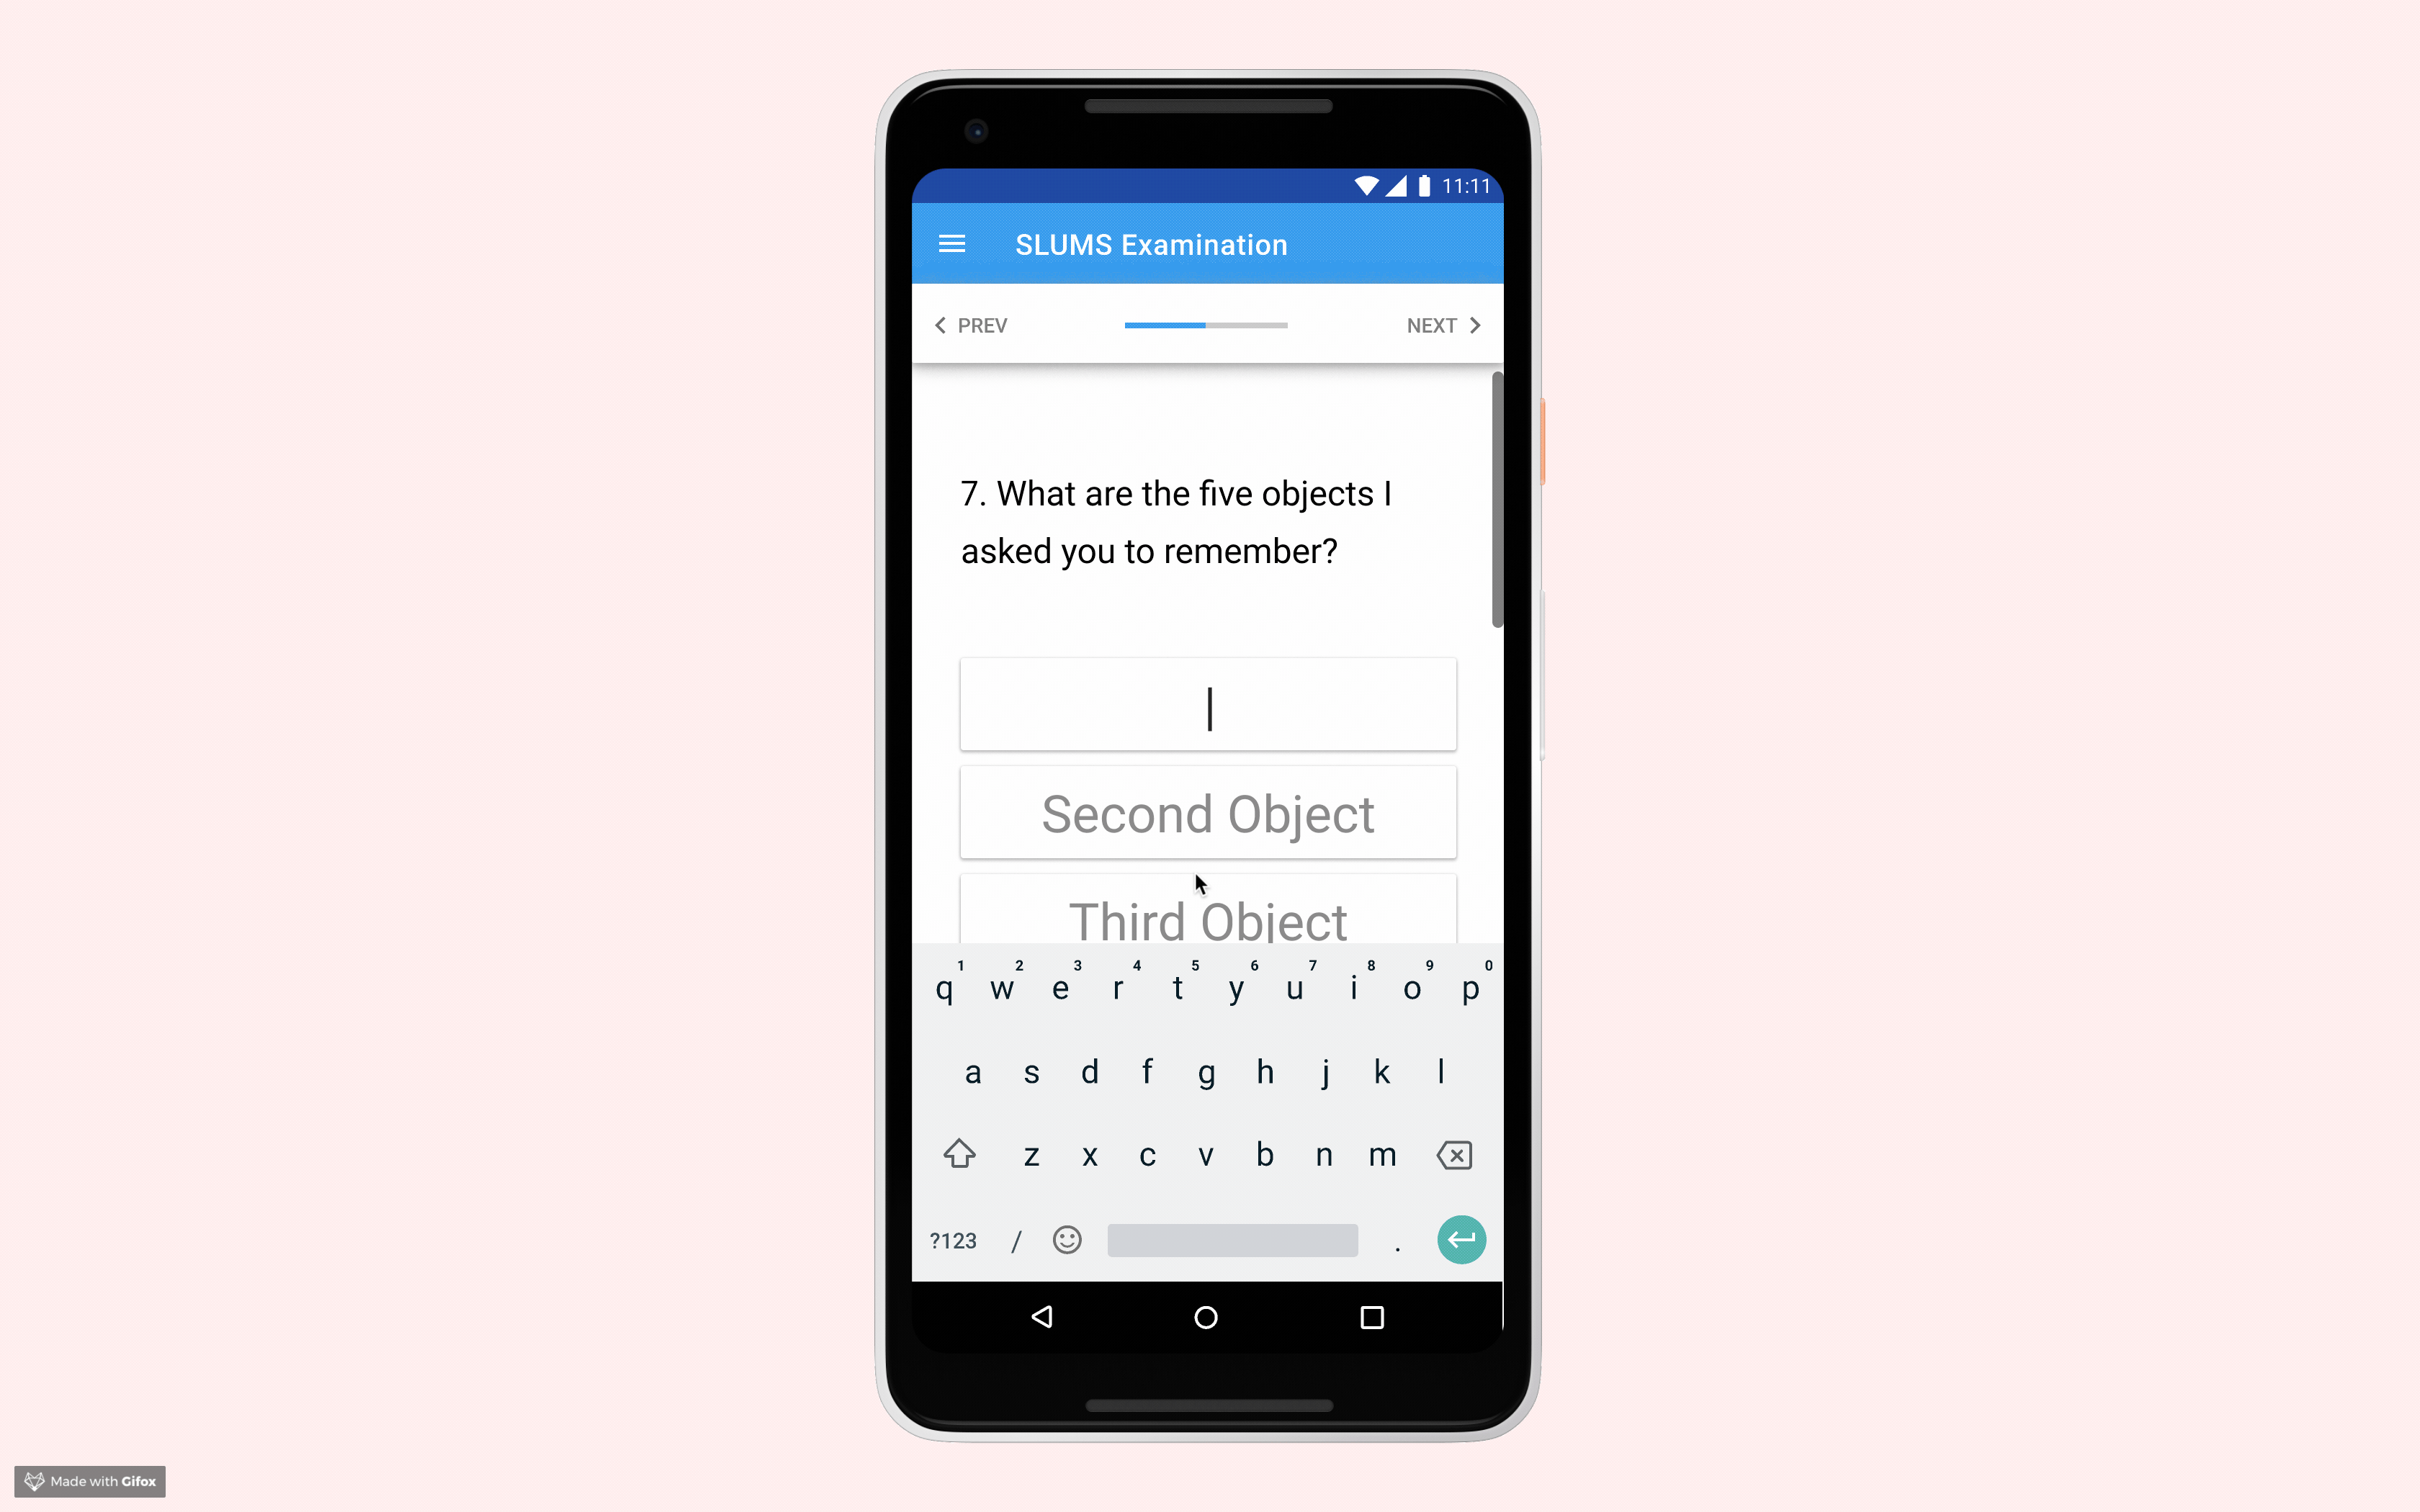 11:11
SLUMS Examination
PREV
NEXT
7. What are the five objects I
asked you to remember?
Second Object
Third Object
1 2 3 4 5 6 7 8 9 0
q w e r t y u i o p
a s d f g h j k l
z x c v b n m
?123 / .
Made with Gifox